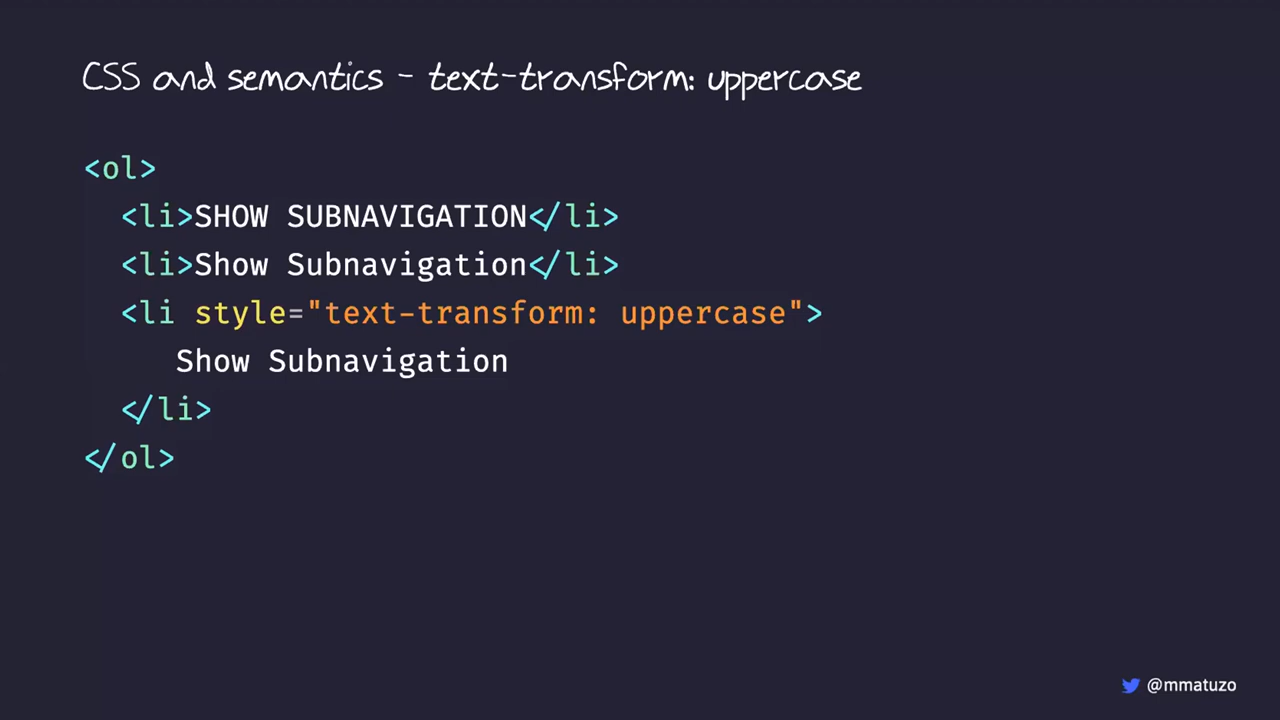 CSS and semantics - text-transform: uppercase
<ol>
<li>SHOW SUBNAVIGATION</li>
<li>Show Subnavigation</li>
<li style="text-transform: uppercase">
Show Subnavigation
</li>
</ol>
@mmatuzo